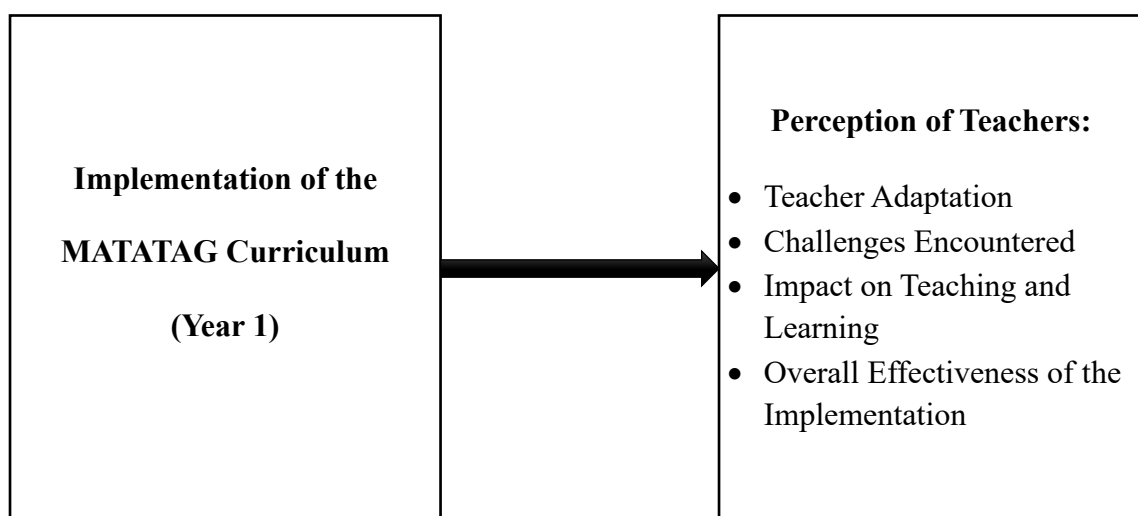 Implementation of the
MATATAG Curriculum
(Year 1)
Perception of Teachers:
• Teacher Adaptation
• Challenges Encountered
• Impact on Teaching and
Learning
• Overall Effectiveness of the
Implementation